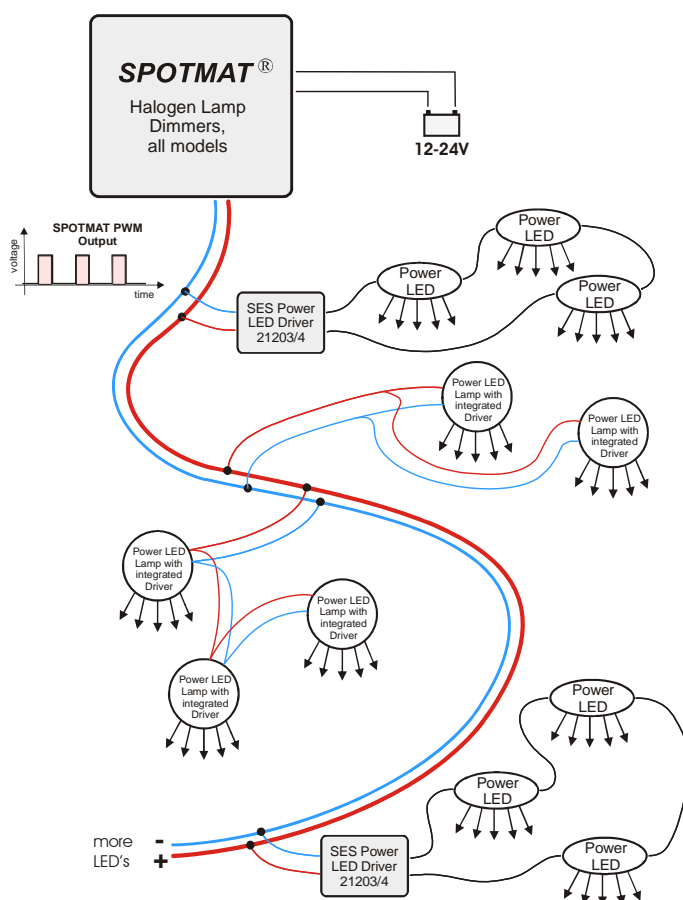 SPOTMAT ®
Halogen Lamp
Dimmers,
all models
12-24V
SPOTMAT PWM
Output
voltage
time
Power
LED
Power
LED
Power
LED
SES Power
LED Driver
21203/4
Power LED
Lamp with
integrated
Driver
Power LED
Lamp with
integrated
Driver
Power LED
Lamp with
integrated
Driver
Power LED
Lamp with
integrated
Driver
Power LED
Lamp with
integrated
Driver
Power
LED
Power
LED
Power
LED
SES Power
LED Driver
21203/4
more -
LED's +